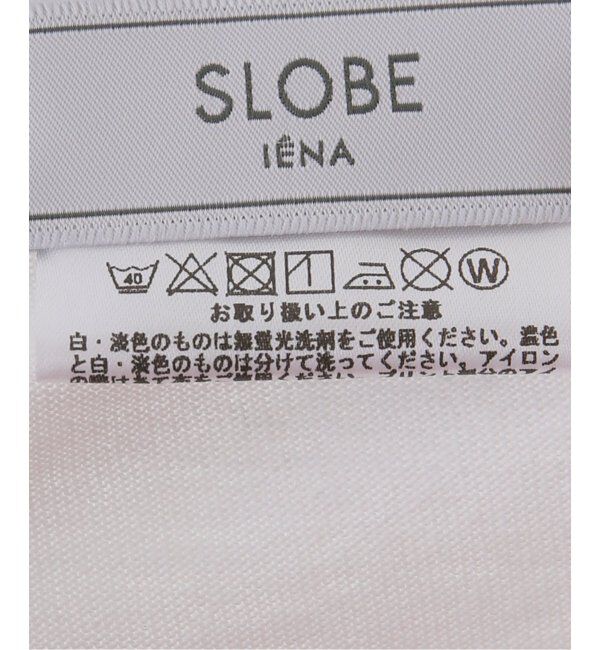 SLOBE
IÉNA
40
W
お取り扱い上のご注意
白・淡色のものは無蛍光洗剤をご使用ください。濃色
と白・淡色のものは分けて洗ってください。アイロン